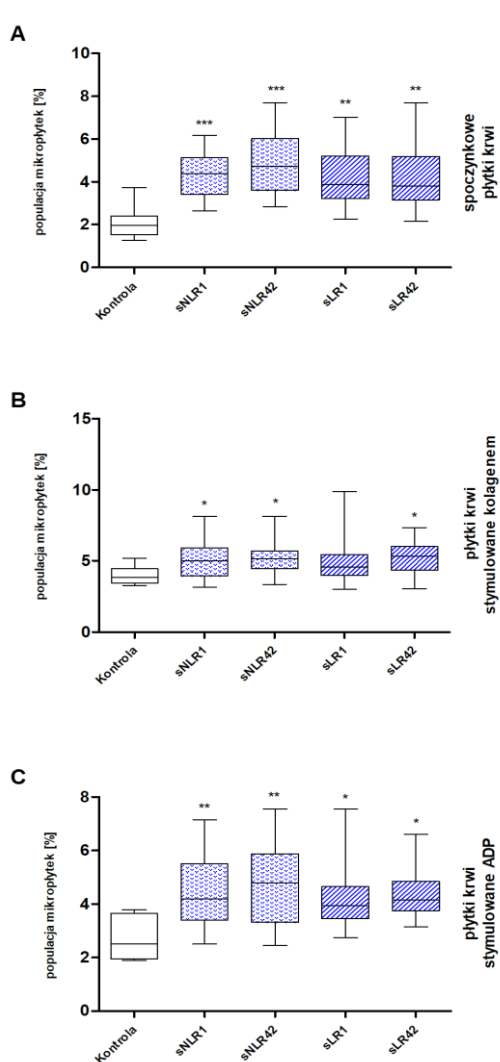 A
populacja mikropłytek [%]
10
8
6
4
2
0
***
***
**
**
Kontrola
sNLR1
sNLR42
sLR1
sLR42
spoczynkowe
płytki krwi
B
populacja mikropłytek [%]
15
10
5
0
*
*
*
Kontrola
sNLR1
sNLR42
sLR1
sLR42
płytki krwi
stymulowane kolagenem
C
populacja mikropłytek [%]
8
6
4
2
0
**
**
*
*
Kontrola
sNLR1
sNLR42
sLR1
sLR42
płytki krwi
stymulowane ADP